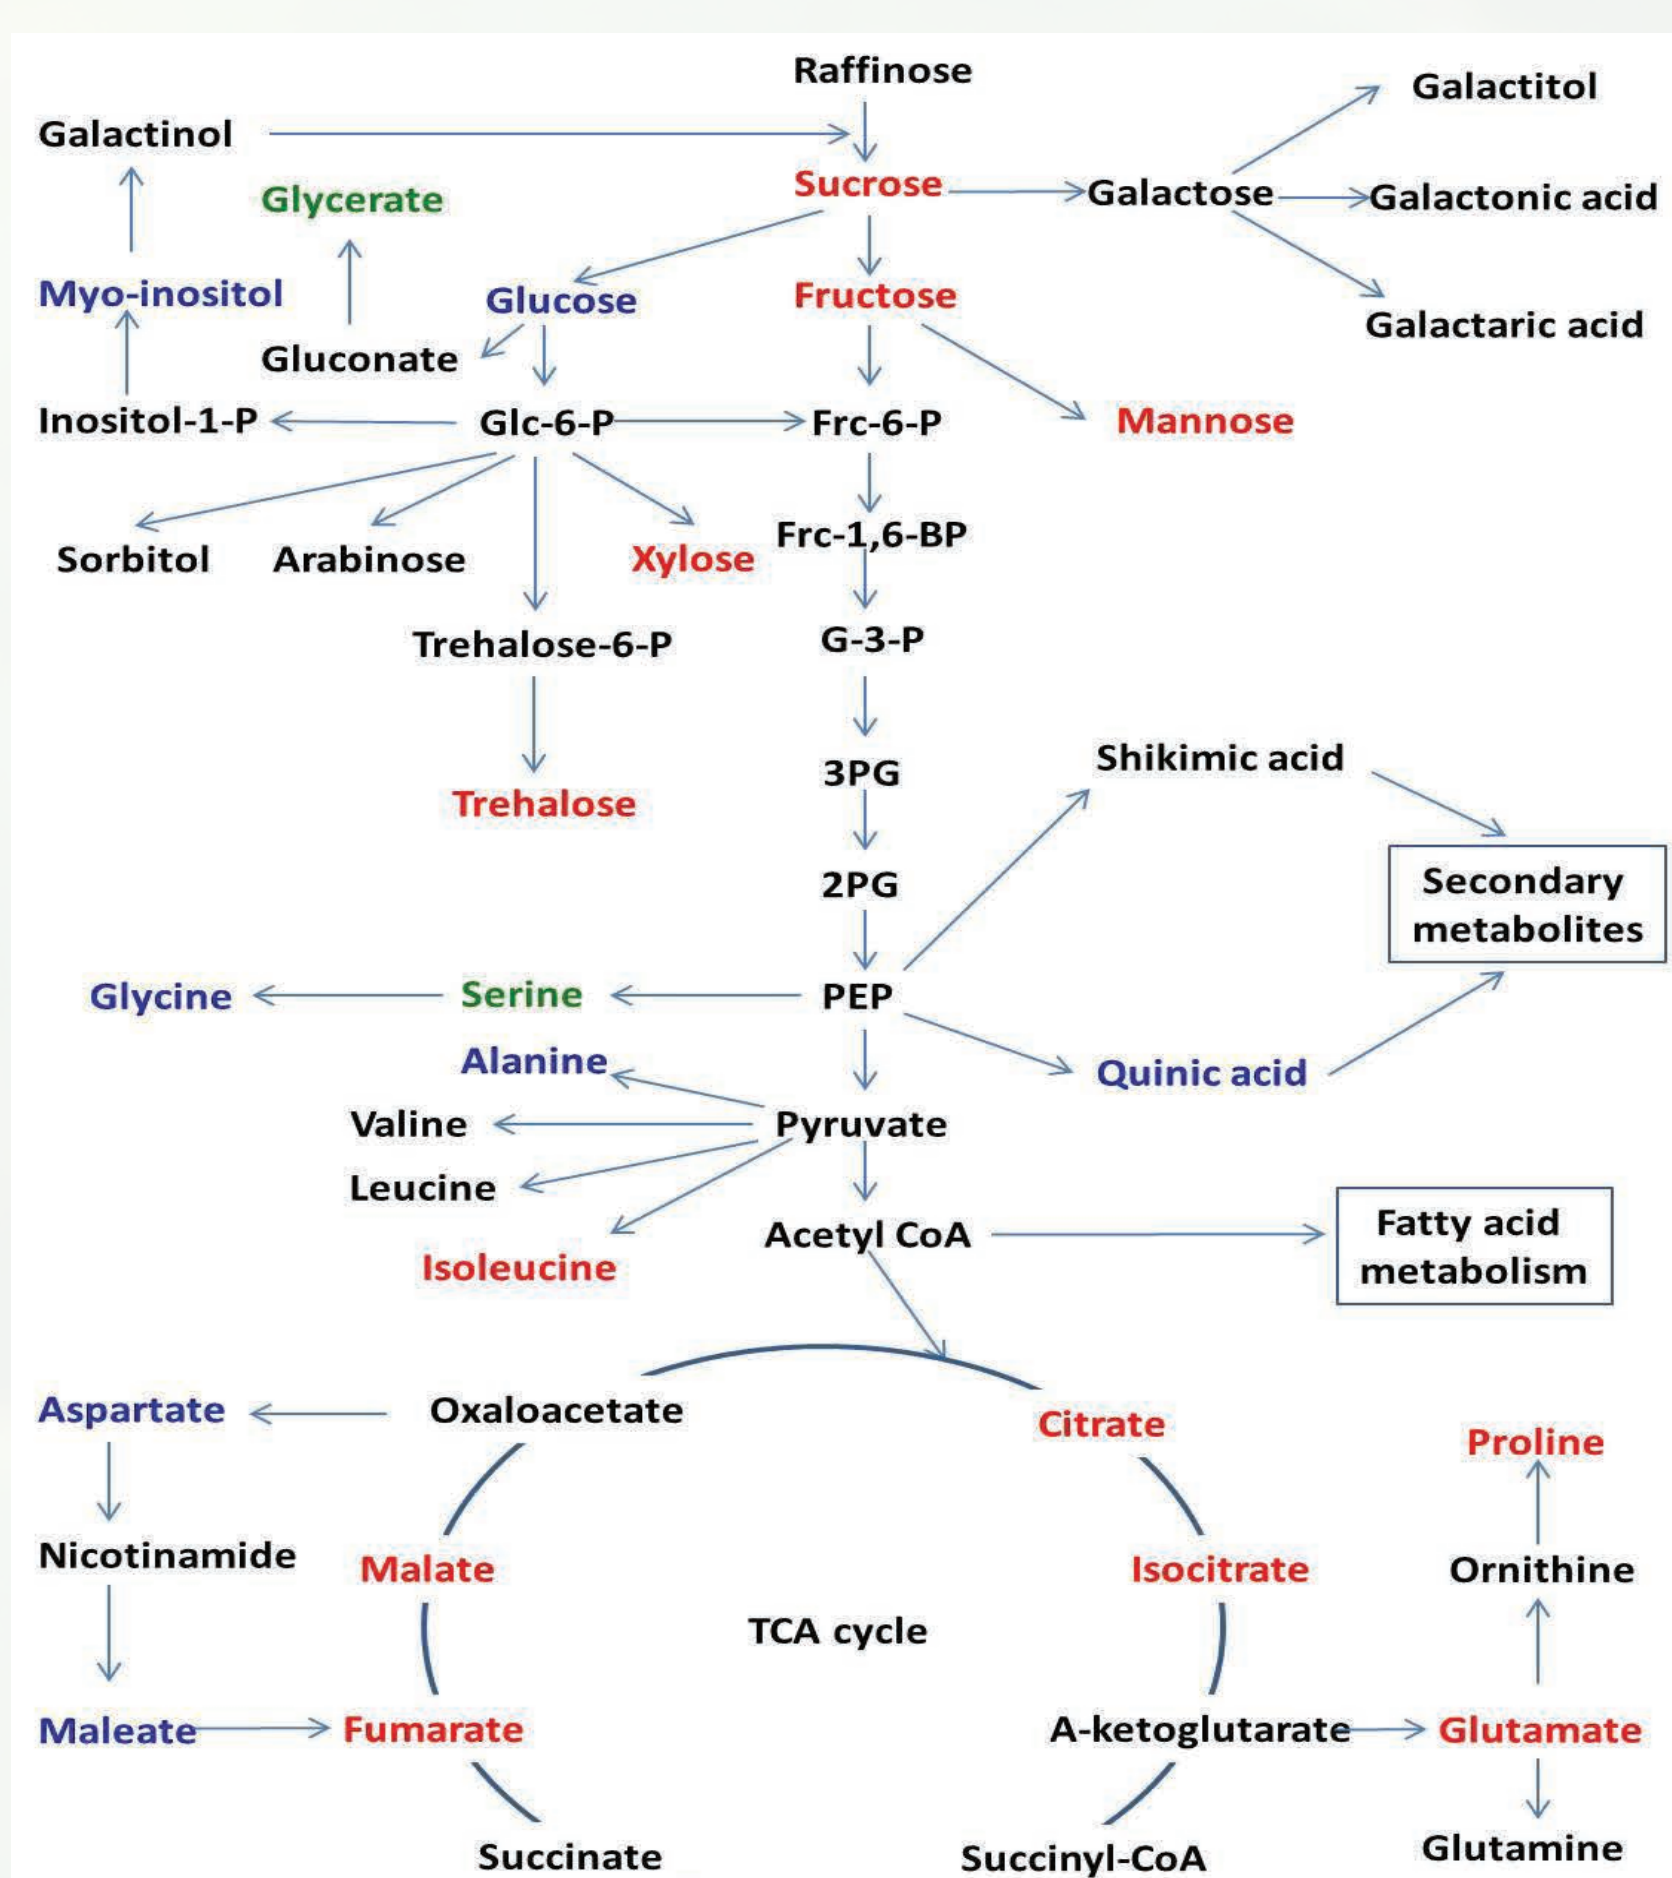 Raffinose
Galactitol
Galactinol
Sucrose
Galactose
Galactonic acid
Glycerate
Myo-inositol
Glucose
Fructose
Galactaric acid
Gluconate
Inositol-1-P
Glc-6-P
Frc-6-P
Mannose
Sorbitol
Arabinose
Xylose
Frc-1,6-BP
Trehalose-6-P
G-3-P
3PG
Shikimic acid
Trehalose
2PG
Secondary
metabolites
Glycine
Serine
PEP
Alanine
Quinic acid
Valine
Pyruvate
Leucine
Acetyl CoA
Fatty acid
metabolism
Isoleucine
Aspartate
Oxaloacetate
Citrate
Proline
Nicotinamide
Malate
Isocitrate
Ornithine
TCA cycle
Maleate
Fumarate
A-ketoglutarate
Glutamate
Succinate
Succinyl-CoA
Glutamine